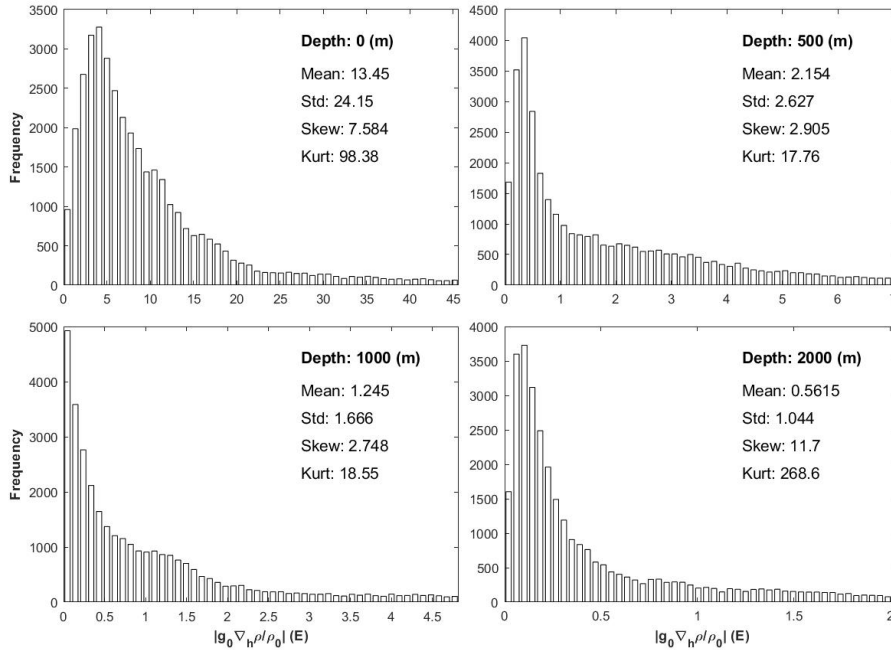 3500
3000
2500
2000
1500
1000
500
0
Frequency
0 5 10 15 20 25 30 35 40 45
Depth: 0 (m)
Mean: 13.45
Std: 24.15
Skew: 7.584
Kurt: 98.38
4500
4000
3500
3000
2500
2000
1500
1000
500
0
0 1 2 3 4 5 6 7
Depth: 500 (m)
Mean: 2.154
Std: 2.627
Skew: 2.905
Kurt: 17.76
5000
4000
3000
2000
1000
0
Frequency
0 0.5 1 1.5 2 2.5 3 3.5 4 4.5
|g₀∇ₕρ/ρ₀| (E)
Depth: 1000 (m)
Mean: 1.245
Std: 1.666
Skew: 2.748
Kurt: 18.55
4000
3500
3000
2500
2000
1500
1000
500
0
0 0.5 1 1.5 2
|g₀∇ₕρ/ρ₀| (E)
Depth: 2000 (m)
Mean: 0.5615
Std: 1.044
Skew: 11.7
Kurt: 268.6